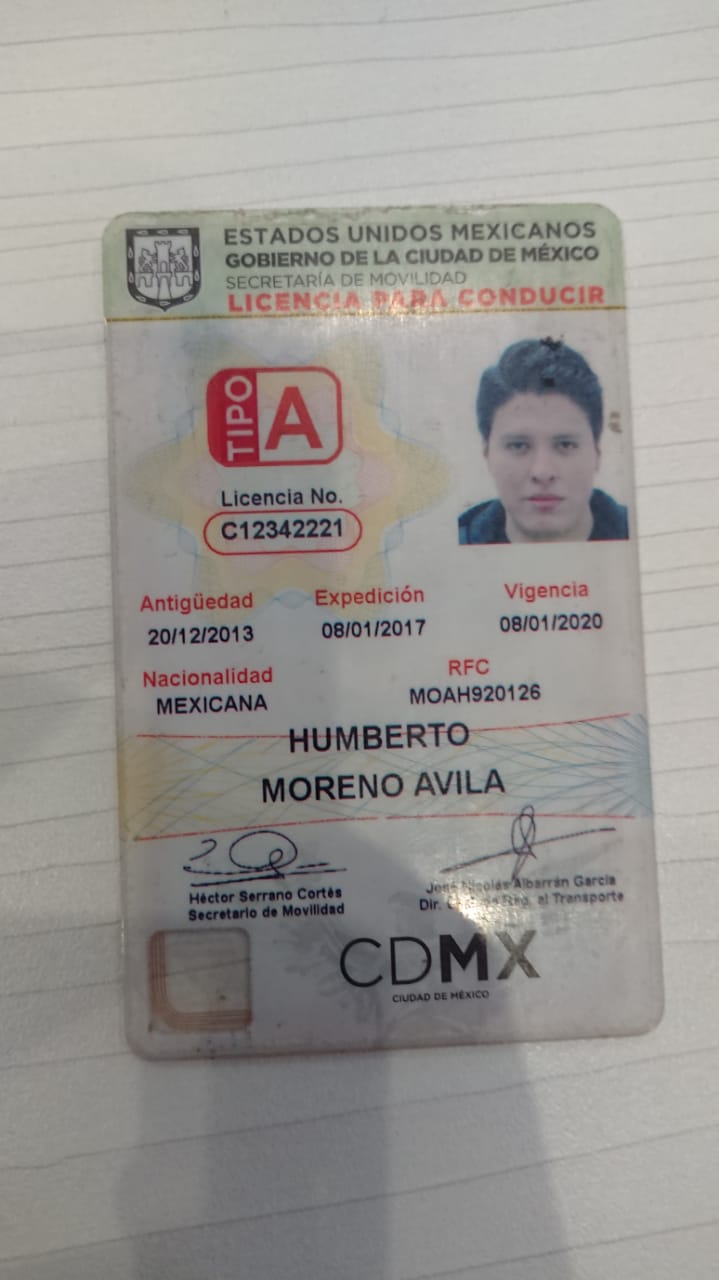 ESTADOS UNIDOS MEXICANOS
GOBIERNO DE LA CIUDAD DE MÉXICO
SECRETARÍA DE MOVILIDAD
LICENCIA PARA CONDUCIR
TIPO A
Licencia No.
C12342221
Antigüedad Expedición Vigencia
20/12/2013 08/01/2017 08/01/2020
Nacionalidad RFC
MEXICANA MOAH920126
HUMBERTO
MORENO AVILA
Héctor Serrano Cortés José Nicolás Albarrán García
Secretario de Movilidad Dir. Reg. al Transporte
CDMX
CIUDAD DE MÉXICO